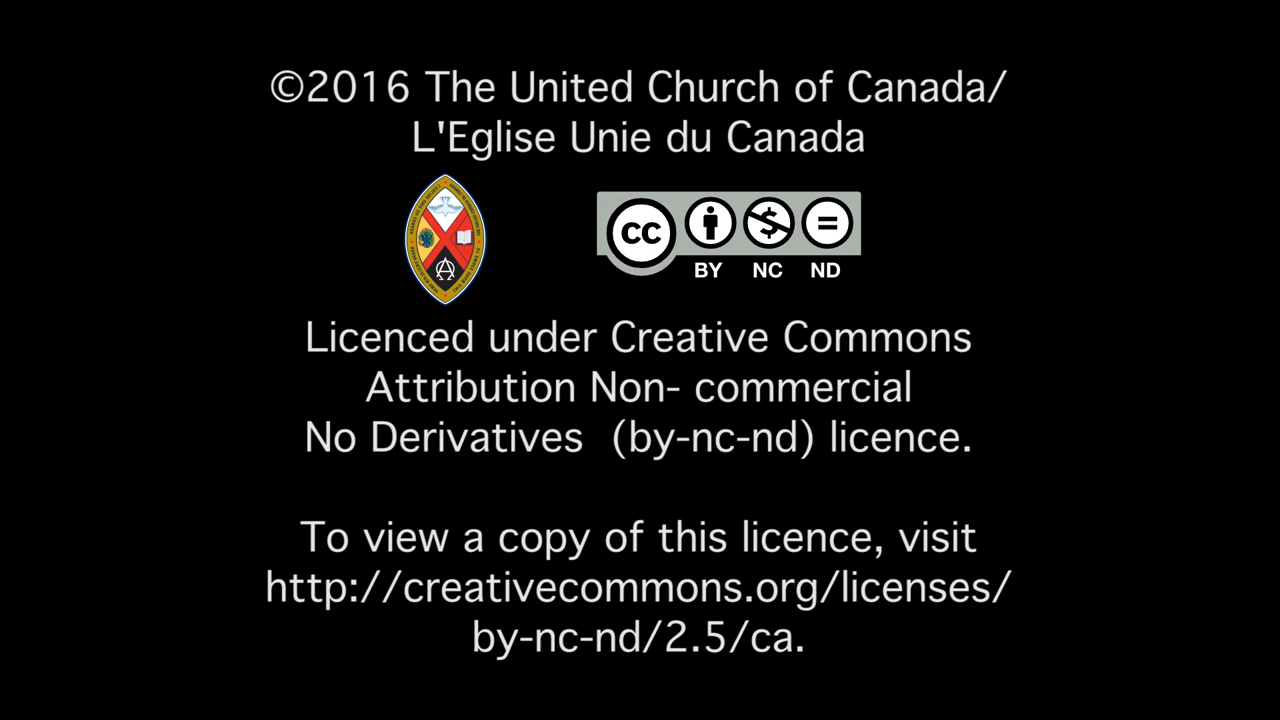 ©2016 The United Church of Canada/
L'Eglise Unie du Canada
CC
BY NC ND
Licenced under Creative Commons
Attribution Non- commercial
No Derivatives (by-nc-nd) licence.
To view a copy of this licence, visit
http://creativecommons.org/licenses/
by-nc-nd/2.5/ca.